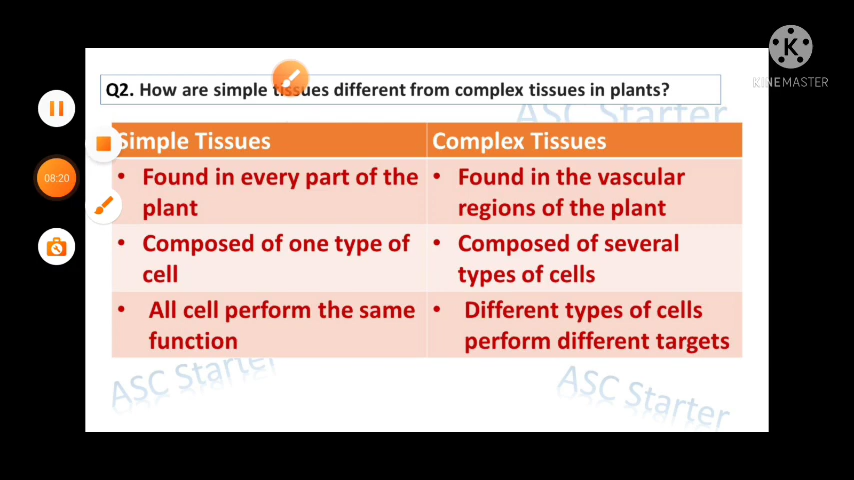 KINEMASTER
Q2. How are simple tissues different from complex tissues in plants?
ASC Starter
Simple Tissues
Complex Tissues
• Found in every part of the
plant
• Found in the vascular
regions of the plant
• Composed of one type of
cell
• Composed of several
types of cells
• All cell perform the same
function
• Different types of cells
perform different targets
08:20
ASC Starter
ASC Starter